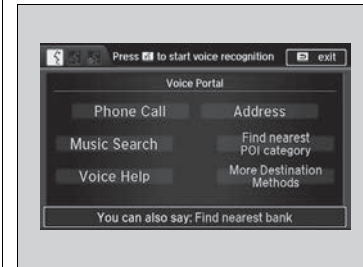 Press to start voice recognition exit
Voice Portal
Phone Call Address
Music Search Find nearest
POI category
Voice Help More Destination
Methods
You can also say: Find nearest bank